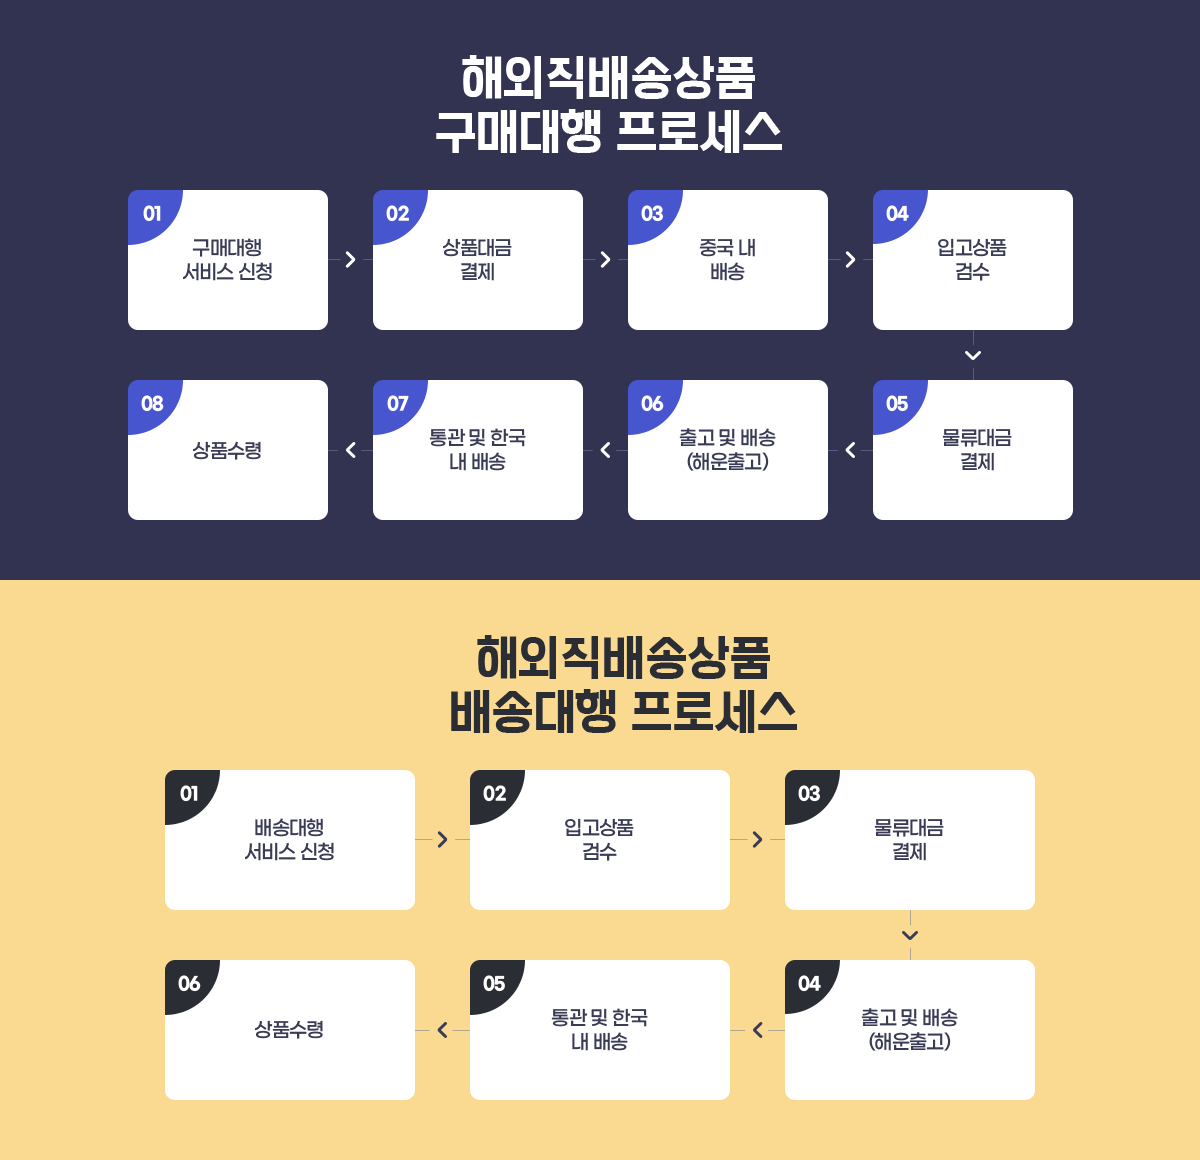 해외직배송상품
구매대행 프로세스
01
구매대행
서비스 신청
02
상품대금
결제
03
중국 내
배송
04
입고상품
검수
05
물류대금
결제
06
출고 및 배송
(해운출고)
07
통관 및 한국
내 배송
08
상품수령
해외직배송상품
배송대행 프로세스
01
배송대행
서비스 신청
02
입고상품
검수
03
물류대금
결제
04
출고 및 배송
(해운출고)
05
통관 및 한국
내 배송
06
상품수령